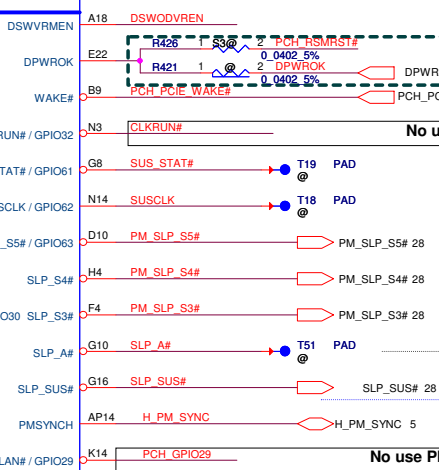 DSWVRMEN A18 DSWODVREN
R426 1 S3@ 2 PCH_RSMRST#
0_0402_5%
DPWROK E22
R421 1 @ 2 DPWROK
0_0402_5% DPWR
WAKE# B9 PCH_PCIE_WAKE# PCH_PC
RUN# / GPIO32 N3 CLKRUN# No u
TAT# / GPIO61 G8 SUS_STAT# T19 PAD
@
SCLK / GPIO62 N14 SUSCLK T18 PAD
@
_S5# / GPIO63 D10 PM_SLP_S5# PM_SLP_S5# 28
SLP_S4# H4 PM_SLP_S4# PM_SLP_S4# 28
O30 SLP_S3# F4 PM_SLP_S3# PM_SLP_S3# 28
SLP_A# G10 SLP_A# T51 PAD
@
SLP_SUS# G16 SLP_SUS# SLP_SUS# 28
PMSYNCH AP14 H_PM_SYNC H_PM_SYNC 5
LAN# / GPIO29 K14 PCH_GPIO29 No use P